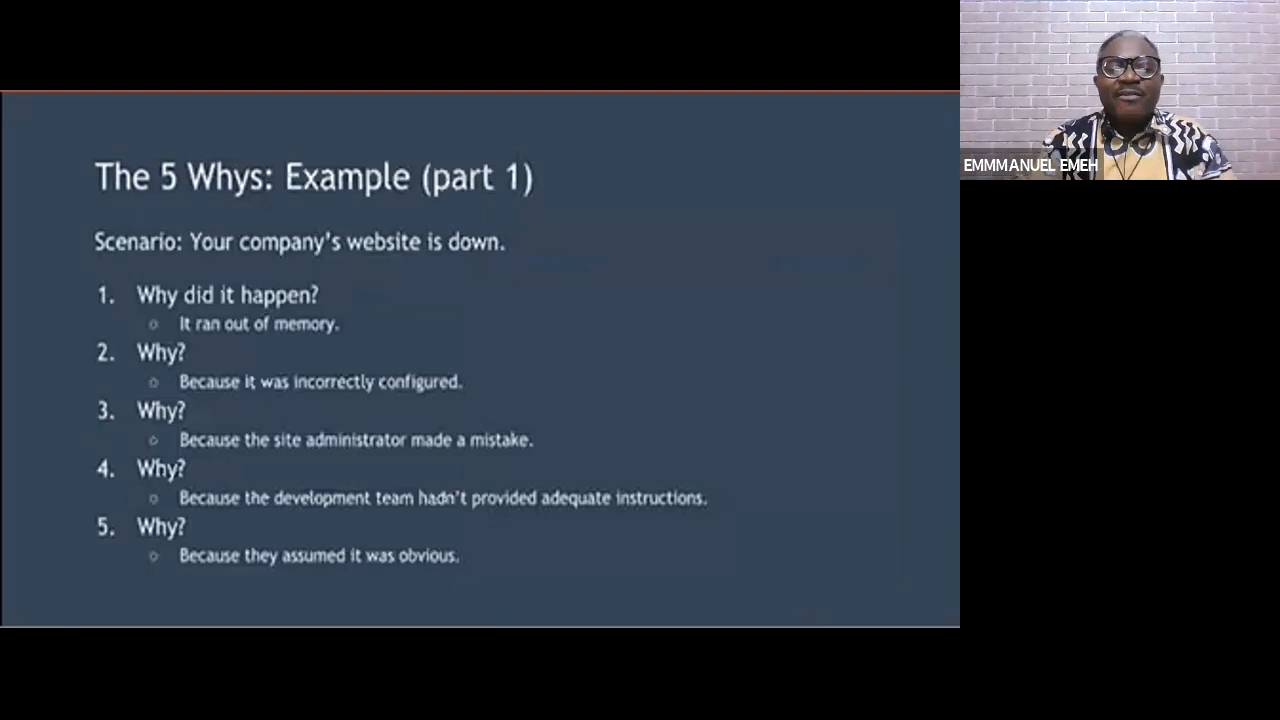 The 5 Whys: Example (part 1)
Scenario: Your company's website is down.
1. Why did it happen?
○ It ran out of memory.
2. Why?
○ Because it was incorrectly configured.
3. Why?
○ Because the site administrator made a mistake.
4. Why?
○ Because the development team hadn't provided adequate instructions.
5. Why?
○ Because they assumed it was obvious.
EMMMANUEL EMEH